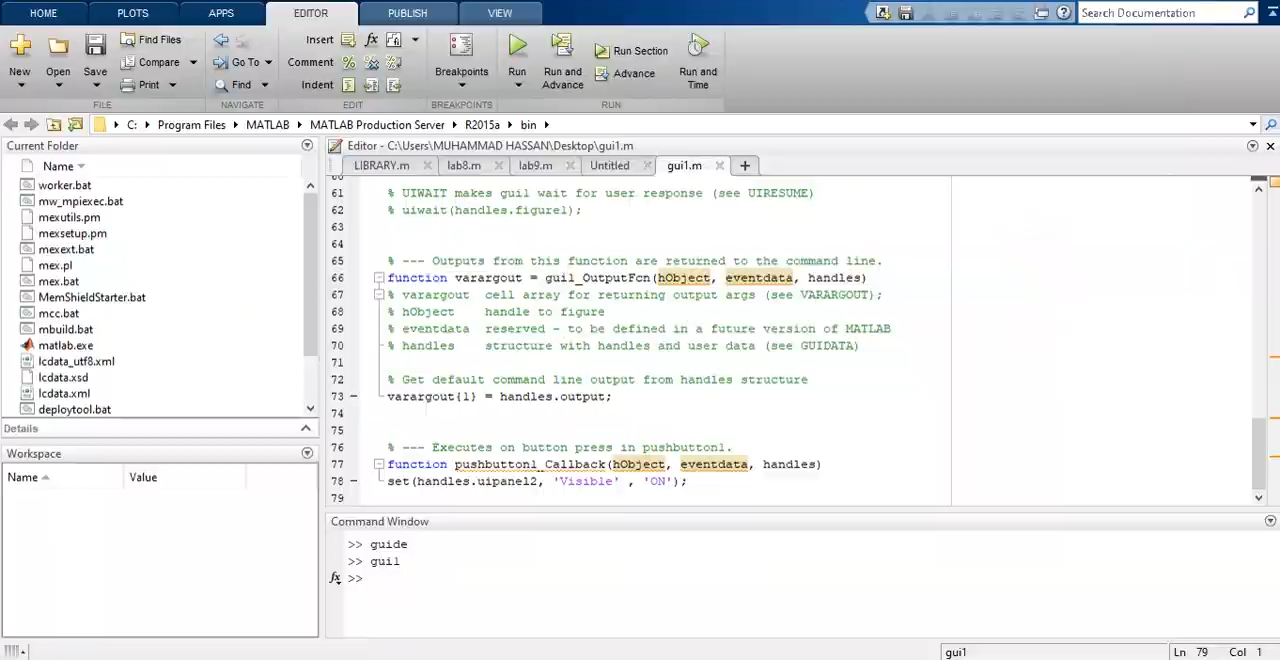 HOME PLOTS APPS EDITOR PUBLISH VIEW Search Documentation
New Open Save Find Files Compare Print
FILE
Go To Find
NAVIGATE
Insert fx
Comment
Indent
EDIT
Breakpoints
BREAKPOINTS
Run Run and Advance Run Section Advance Run and Time
RUN
C: Program Files MATLAB MATLAB Production Server R2015a bin
Current Folder
Name
worker.bat
mw_mpiexec.bat
mexutils.pm
mexsetup.pm
mexext.bat
mex.pl
mex.bat
MemShieldStarter.bat
mcc.bat
mbuild.bat
matlab.exe
lcdata_utf8.xml
lcdata.xsd
lcdata.xml
deploytool.bat
Details
Workspace
Name Value
Editor - C:\Users\MUHAMMAD HASSAN\Desktop\gui1.m
LIBRARY.m lab8.m lab9.m Untitled gui1.m
60
61 % UIWAIT makes gui1 wait for user response (see UIRESUME)
62 % uiwait(handles.figure1);
63
64
65 % --- Outputs from this function are returned to the command line.
66 function varargout = gui1_OutputFcn(hObject, eventdata, handles)
67 % varargout cell array for returning output args (see VARARGOUT);
68 % hObject handle to figure
69 % eventdata reserved - to be defined in a future version of MATLAB
70 % handles structure with handles and user data (see GUIDATA)
71
72 % Get default command line output from handles structure
73 varargout{1} = handles.output;
74
75
76 % --- Executes on button press in pushbutton1.
77 function pushbutton1_Callback(hObject, eventdata, handles)
78 set(handles.uipanel2, 'Visible' , 'ON');
79
Command Window
>> guide
>> gui1
fx >>
gui1 Ln 79 Col 1